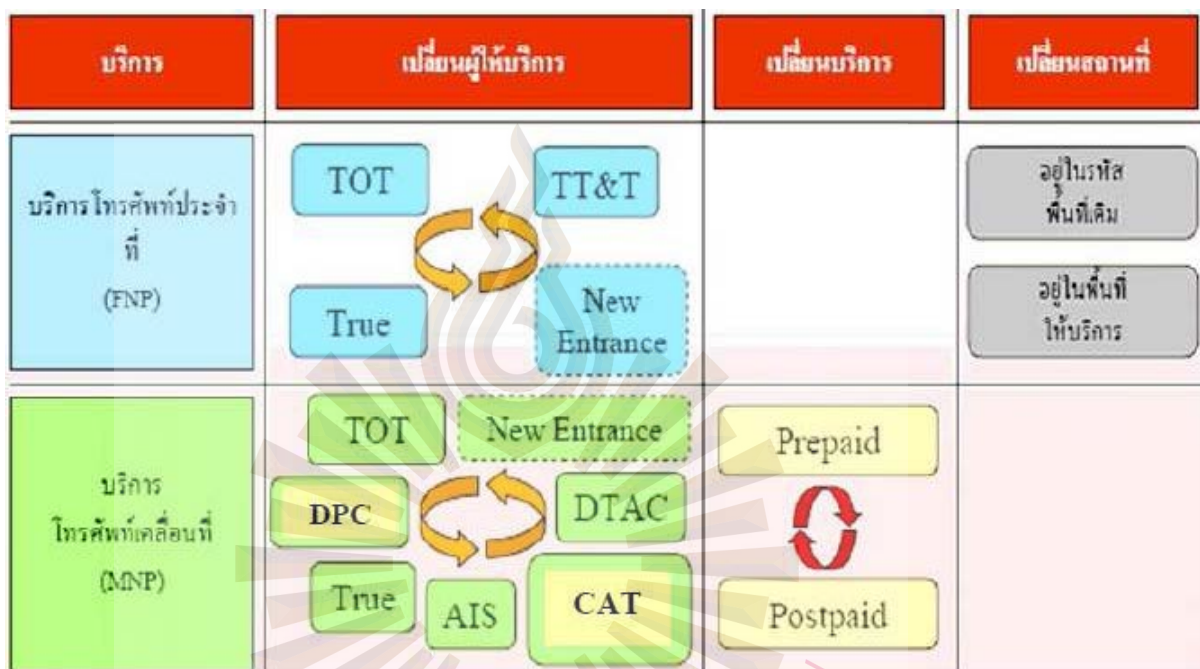 บริการ
เปลี่ยนผู้ให้บริการ
เปลี่ยนบริการ
เปลี่ยนสถานที่
บริการโทรศัพท์ประจำ
ที่
(FNP)
TOT
TT&T
True
New
Entrance
อยู่ในรหัส
พื้นที่เดิม
อยู่ในพื้นที่
ให้บริการ
บริการ
โทรศัพท์เคลื่อนที่
(MNP)
TOT
New Entrance
DPC
DTAC
True
AIS
CAT
Prepaid
Postpaid